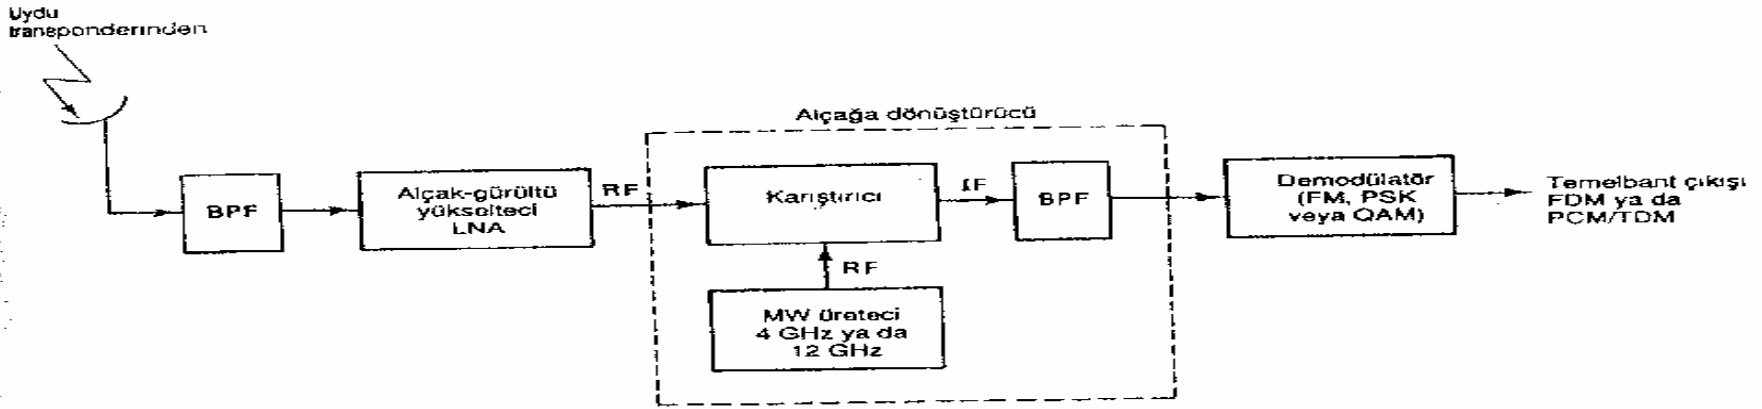 Uydu
transponderinden
Alçağa dönüştürücü
BPF
Alçak-gürültü
yükselteci
LNA
RF
Karıştırıcı
IF
BPF
Demodülatör
(FM, PSK
veya QAM)
Temelbant çıkışı
FDM ya da
PCM/TDM
RF
MW üreteci
4 GHz ya da
12 GHz